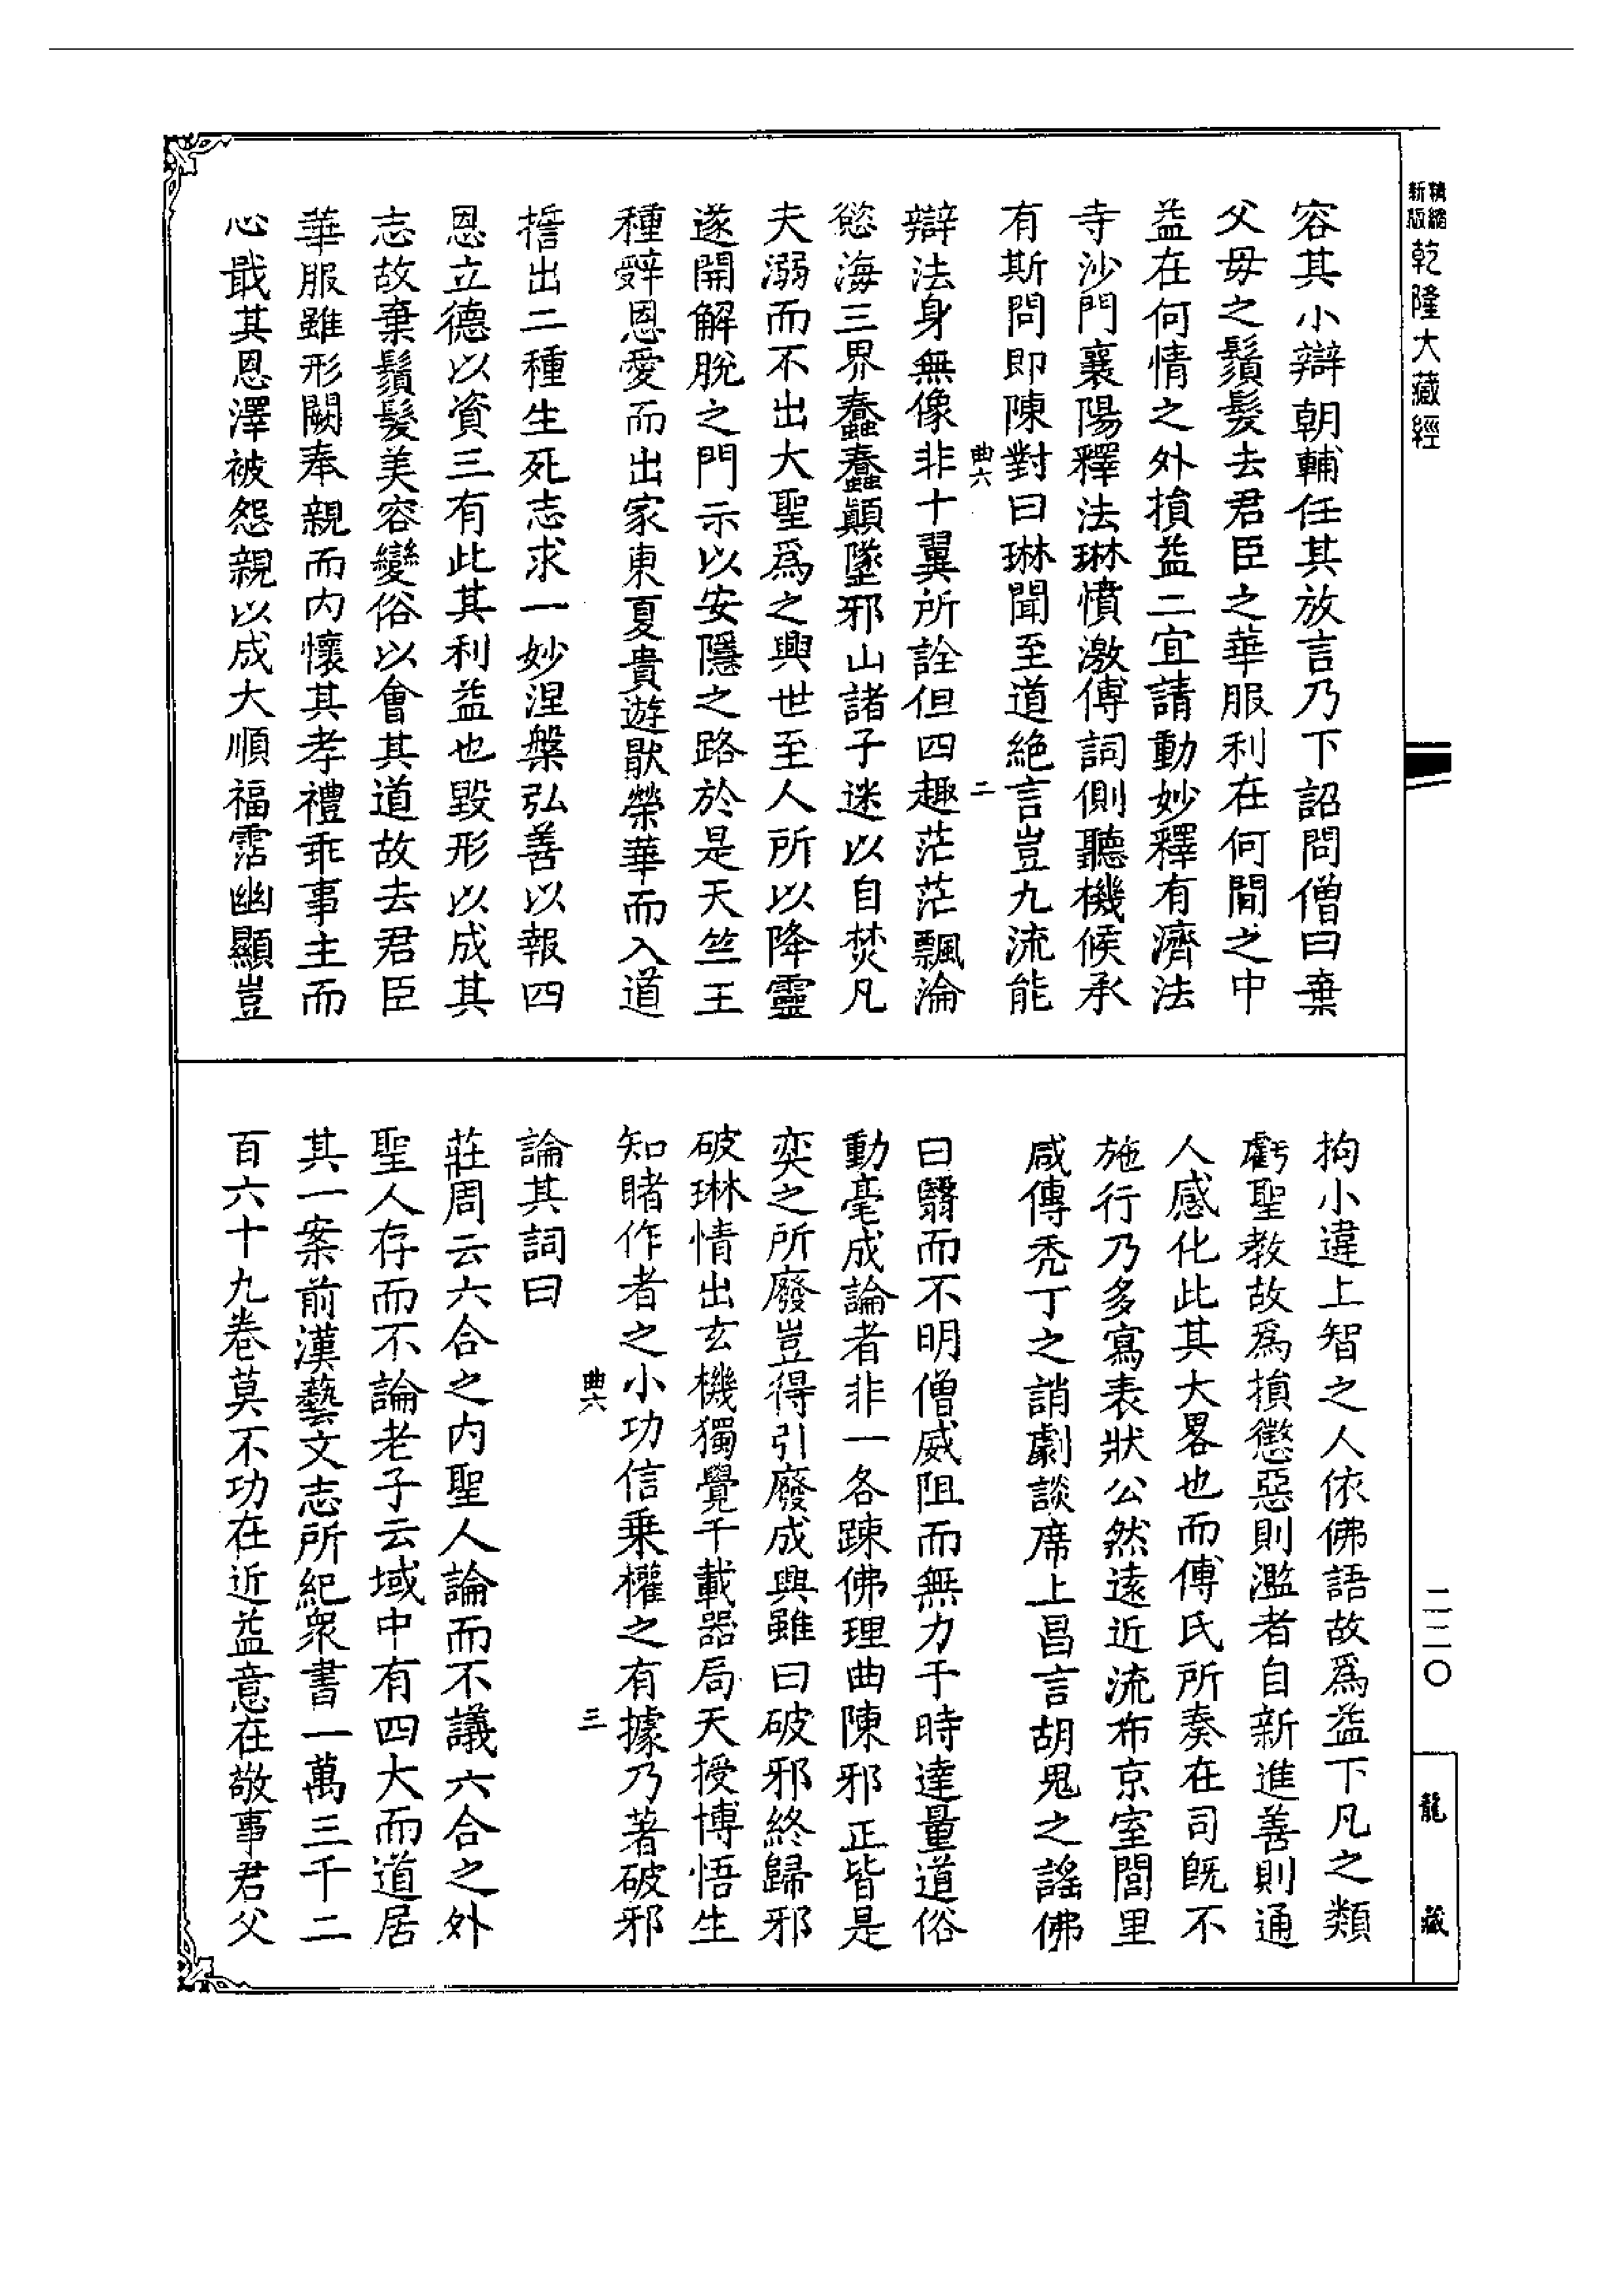 精縮
新版
乾隆大藏經
容其小辯朝輔任其放言乃下詔問僧曰棄
父母之鬚髮去君臣之華服利在何間之中
益在何情之外損益二宜請動妙釋有濟法
寺沙門襄陽釋法琳憤激傅詞側聽機候承
有斯問即陳對曰琳聞至道絕言豈九流能
曲六
二
辯法身無像非十翼所詮但四趣茫茫飄淪
慾海三界蠢蠢顛墜邪山諸子迷以自焚凡
夫溺而不出大聖為之興世至人所以降靈
遂開解脫之門示以安隱之路於是天竺王
種辭恩愛而出家東夏貴遊厭榮華而入道
誓出二種生死志求一妙涅槃弘善以報四
恩立德以資三有此其利益也毀形以成其
志故棄鬚髮美容變俗以會其道故去君臣
華服雖形闕奉親而內懷其孝禮乖事主而
心戢其恩澤被怨親以成大順福霑幽顯豈
拘小違上智之人依佛語故為益下凡之類
虧聖教故為損懲惡則濫者自新進善則通
人感化此其大畧也而傅氏所奏在司既不
施行乃多寫表狀公然遠近流布京室閭里
咸傳禿丁之誚劇談席上昌言胡鬼之謠佛
日翳而不明僧威阻而無力于時達量道俗
動毫成論者非一各踈佛理曲陳邪正皆是
奕之所廢豈得引廢成興雖曰破邪終歸邪
破琳情出玄機獨覺千載器局天授博悟生
知睹作者之小功信乘權之有據乃著破邪
曲六
三
論其詞曰
莊周云六合之內聖人論而不議六合之外
聖人存而不論老子云域中有四大而道居
其一案前漢藝文志所紀眾書一萬三千二
百六十九卷莫不功在近益意在敬事君父
二二〇
龍藏